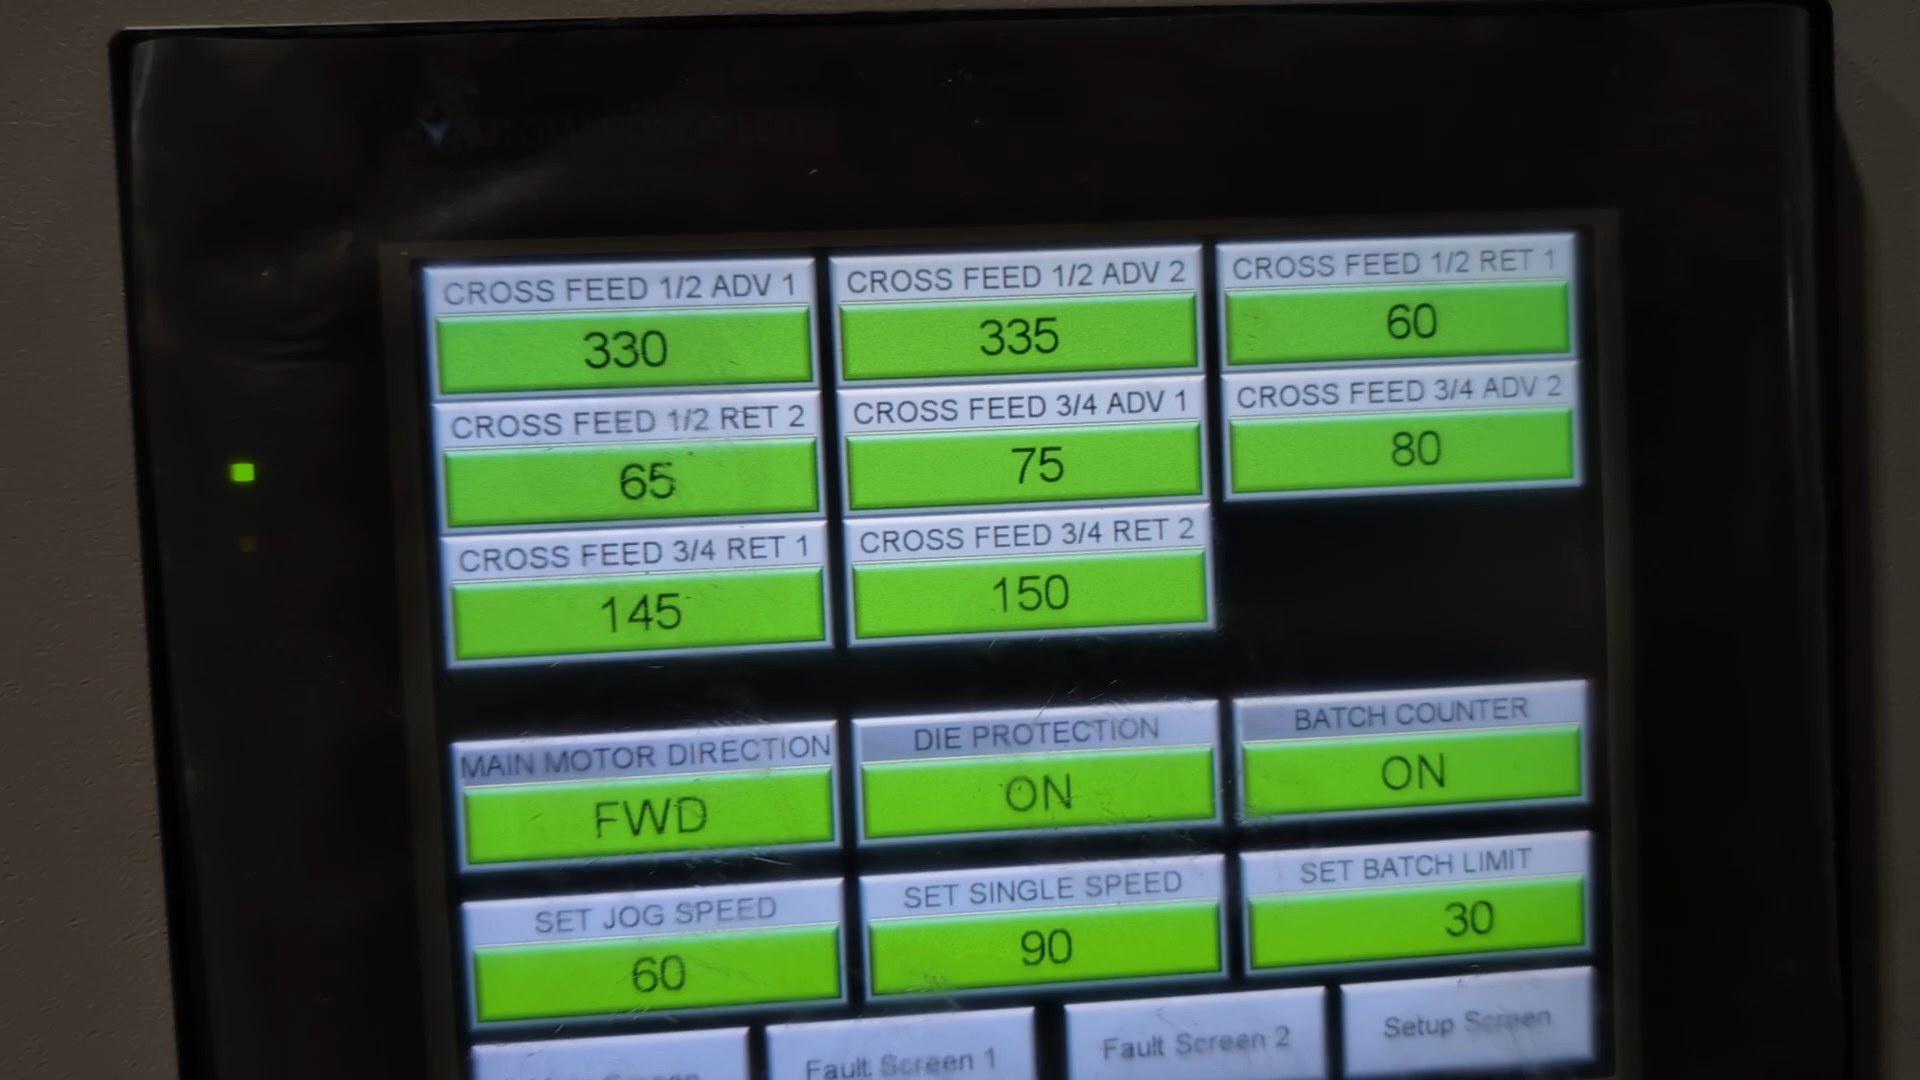 CROSS FEED 1/2 ADV 1
330
CROSS FEED 1/2 ADV 2
335
CROSS FEED 1/2 RET 1
60
CROSS FEED 1/2 RET 2
65
CROSS FEED 3/4 ADV 1
75
CROSS FEED 3/4 ADV 2
80
CROSS FEED 3/4 RET 1
145
CROSS FEED 3/4 RET 2
150
MAIN MOTOR DIRECTION
FWD
DIE PROTECTION
ON
BATCH COUNTER
ON
SET JOG SPEED
60
SET SINGLE SPEED
90
SET BATCH LIMIT
30
Screen
Fault Screen 1
Fault Screen 2
Setup Screen